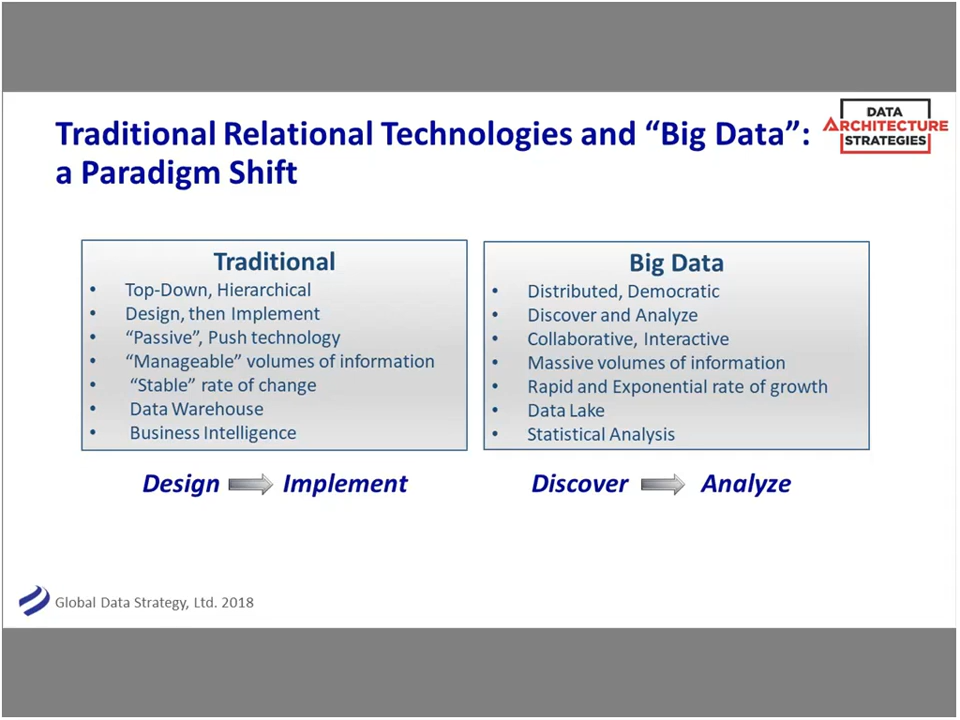 Traditional Relational Technologies and “Big Data”:
a Paradigm Shift
DATA
ARCHITECTURE
STRATEGIES
Traditional
• Top-Down, Hierarchical
• Design, then Implement
• “Passive”, Push technology
• “Manageable” volumes of information
• “Stable” rate of change
• Data Warehouse
• Business Intelligence
Design Implement
Big Data
• Distributed, Democratic
• Discover and Analyze
• Collaborative, Interactive
• Massive volumes of information
• Rapid and Exponential rate of growth
• Data Lake
• Statistical Analysis
Discover Analyze
Global Data Strategy, Ltd. 2018